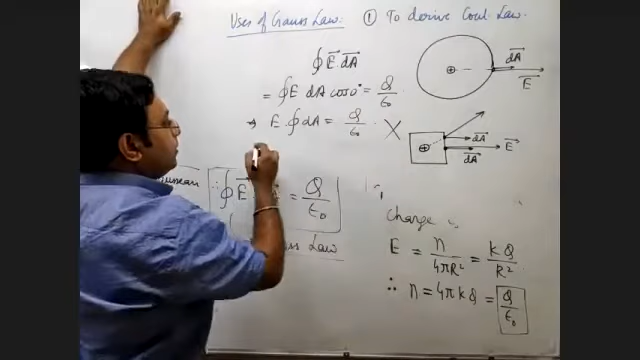 Uses of Gauss Law. ① To derive Coul. Law.
∮E⃗.dA⃗
= ∮E dA cos0° = Q/ε₀
⇒ E.∮dA = Q/ε₀
dA⃗
E⃗
dA⃗
E⃗
dA⃗
Gaussian
∴ ∮E⃗ = Q/ε₀
Law
Charge
E = n/4πR² = kQ/R²
∴ n = 4πkQ = Q/ε₀